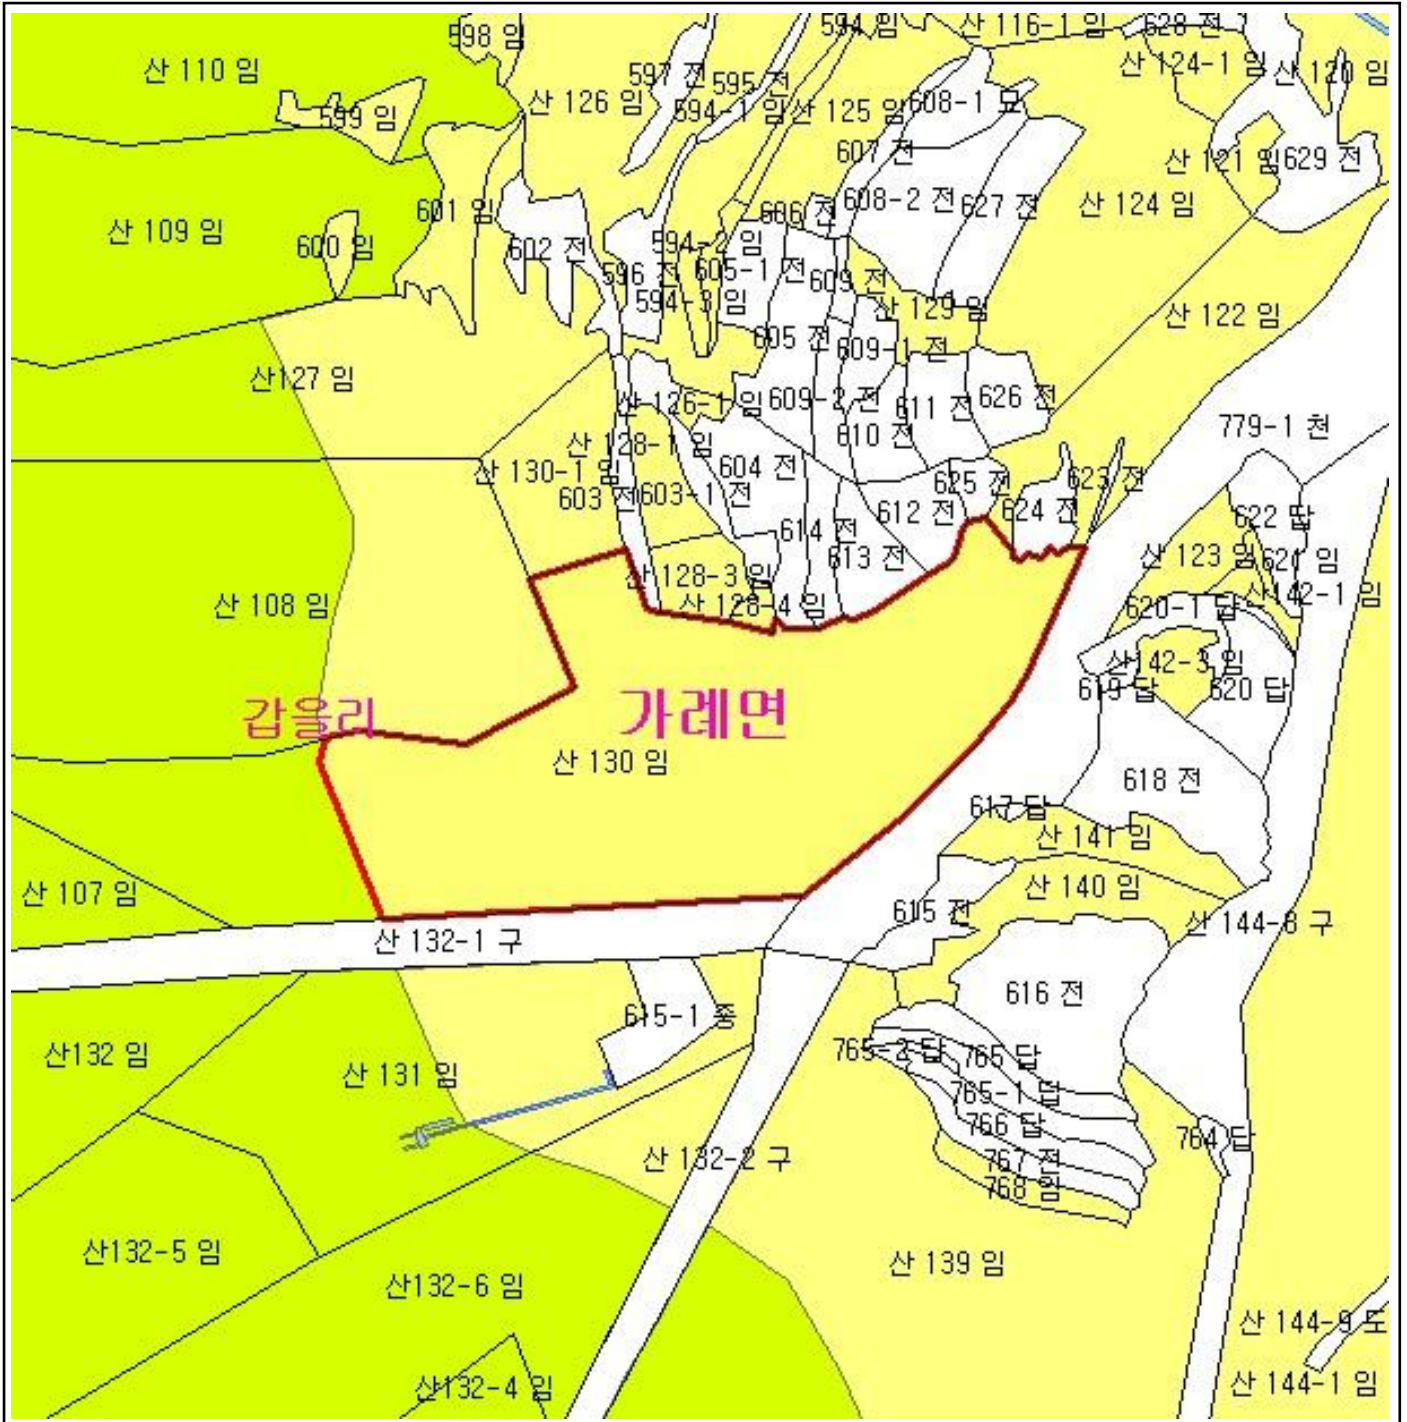 598 임
594 임
산 116-1 임
628 전
산 110 임
597 전
595 전
산 124-1 임
산 120 임
599 임
산 126 임
594-1 임
산 125 임
608-1 묘
607 전
산 121 임
629 전
산 109 임
601 임
600 임
602 전
594-2 임
606 전
608-2 전
627 전
산 124 임
596 전
605-1 전
609 전
594-3 임
산 129 임
산 122 임
605 전
609-1 전
산127 임
산 126-1 임
609-2 전
611 전
626 전
779-1 천
산 128-1 임
610 전
산 130-1 임
604 전
625 전
623 전
603 전
603-1 전
612 전
624 전
622 답
614 전
613 전
산 123 임
621 임
산 128-3 임
산 142-1 임
산 108 임
산 128-4 임
620-1 답
산142-3 임
619 답
620 답
갑을리
가례면
산 130 임
618 전
617 답
산 141 임
산 107 임
산 140 임
615 전
산 144-8 구
산 132-1 구
616 전
615-1 종
산132 임
산 131 임
765-2 답
765 답
765-1 답
766 답
764 답
산 132-2 구
767 전
768 임
산132-5 임
산 139 임
산132-6 임
산 144-9 도
산132-4 임
산 144-1 임